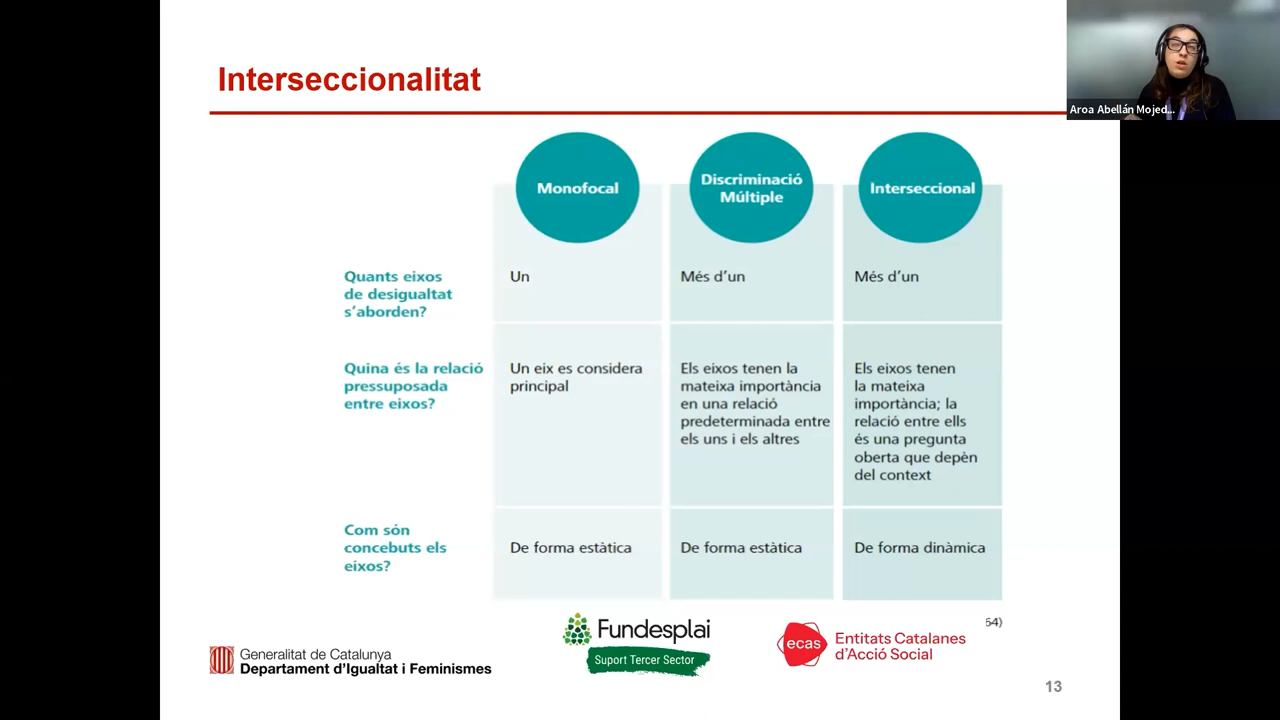 Interseccionalitat
Aroa Abellán Mojed...
Monofocal
Discriminació
Múltiple
Interseccional
Quants eixos
de desigualtat
s'aborden?
Un
Més d'un
Més d'un
Quina és la relació
pressuposada
entre eixos?
Un eix es considera
principal
Els eixos tenen la
mateixa importància
en una relació
predeterminada entre
els uns i els altres
Els eixos tenen
la mateixa
importància; la
relació entre ells
és una pregunta
oberta que depèn
del context
Com són
concebuts els
eixos?
De forma estàtica
De forma estàtica
De forma dinàmica
64)
Generalitat de Catalunya
Departament d'Igualtat i Feminismes
Fundesplai
Suport Tercer Sector
ecas
Entitats Catalanes
d'Acció Social
13